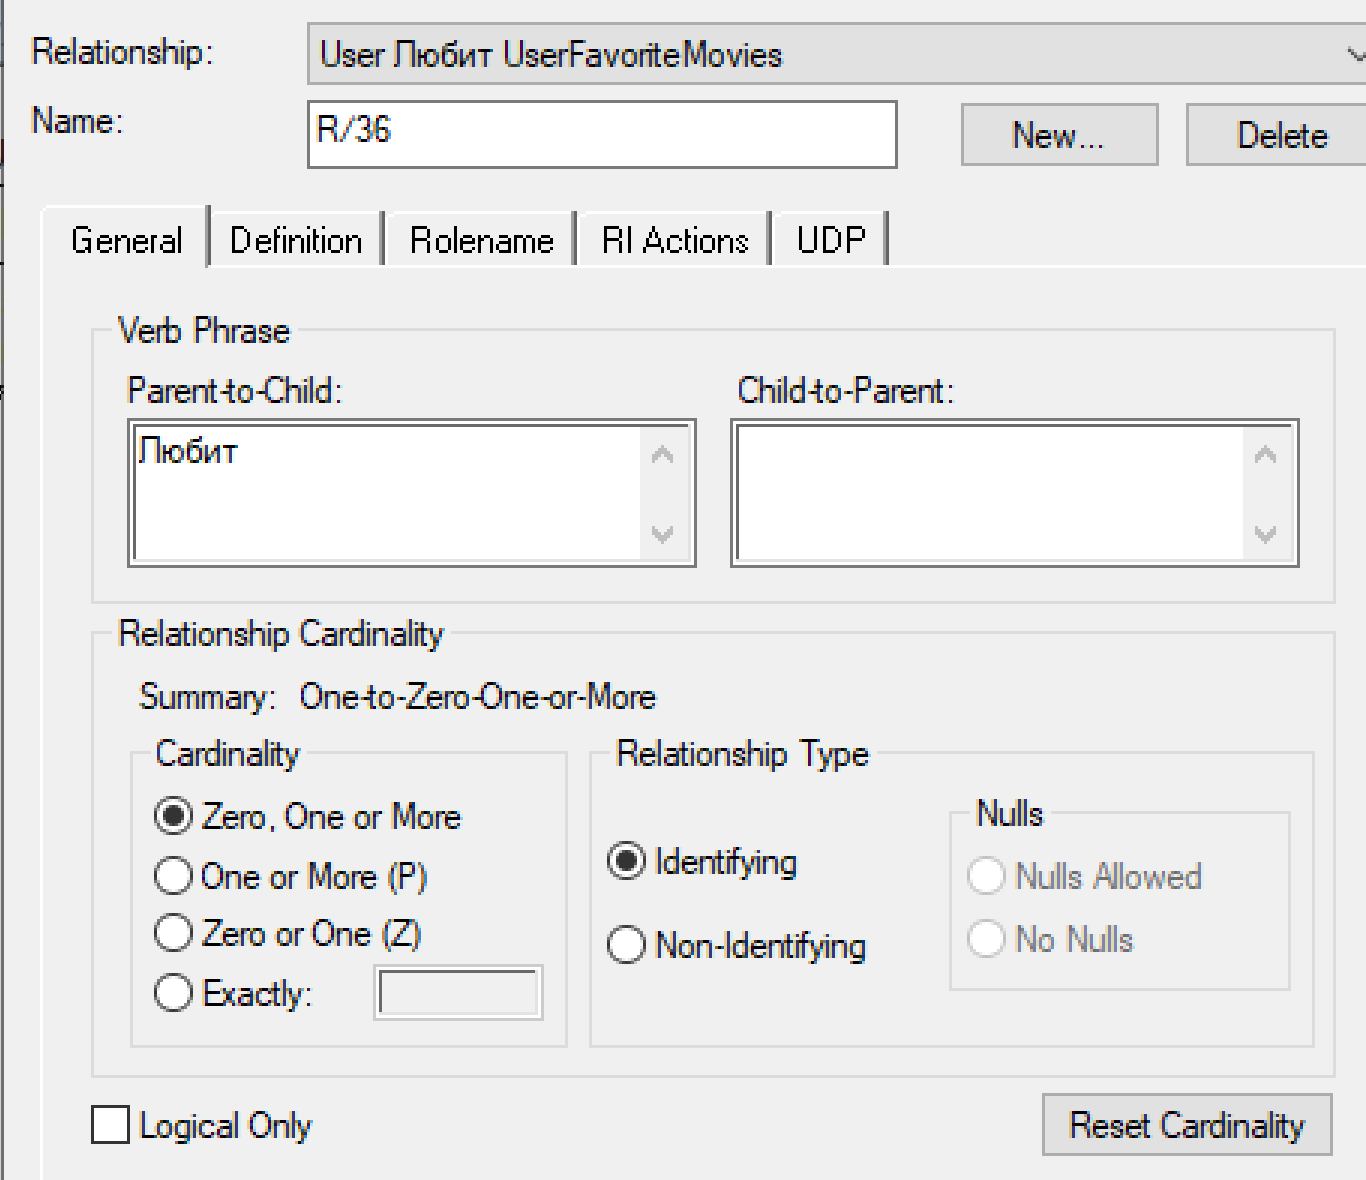 Relationship: User Любит UserFavoriteMovies
Name: R/36 New... Delete
General Definition Rolename RI Actions UDP
Verb Phrase
Parent-to-Child: Child-to-Parent:
Любит
Relationship Cardinality
Summary: One-to-Zero-One-or-More
Cardinality Relationship Type
Zero, One or More Nulls
Identifying
One or More (P) Nulls Allowed
Zero or One (Z) No Nulls
Non-Identifying
Exactly:
Logical Only Reset Cardinality